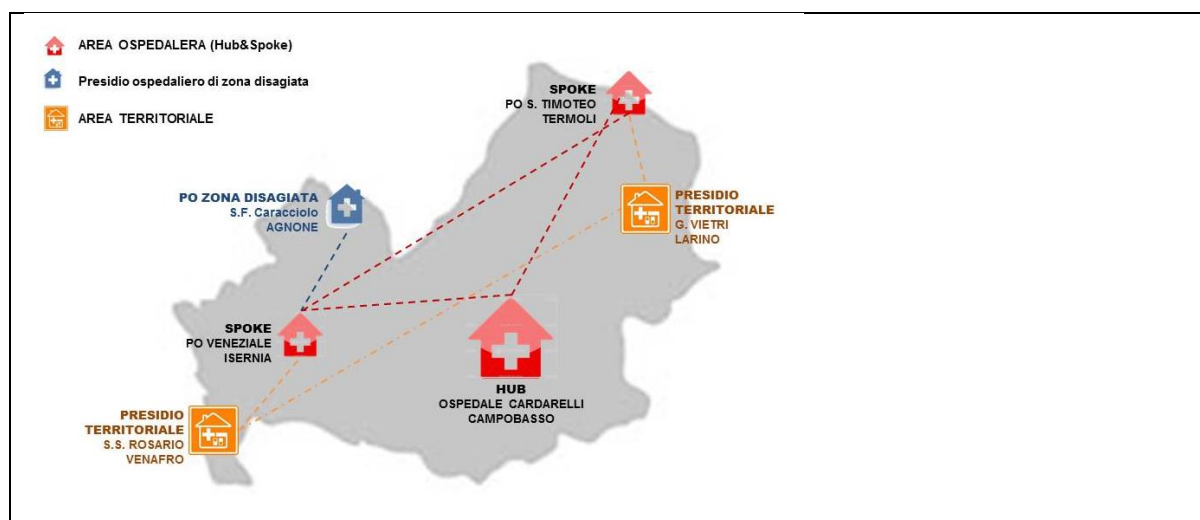 AREA OSPEDALERA (Hub&Spoke)
Presidio ospedaliero di zona disagiata
AREA TERRITORIALE
SPOKE
PO S. TIMOTEO
TERMOLI
PO ZONA DISAGIATA
S.F. Caracciolo
AGNONE
PRESIDIO
TERRITORIALE
G. VIETRI
LARINO
SPOKE
PO VENEZIALE
ISERNIA
HUB
OSPEDALE CARDARELLI
CAMPOBASSO
PRESIDIO
TERRITORIALE
S.S. ROSARIO
VENAFRO